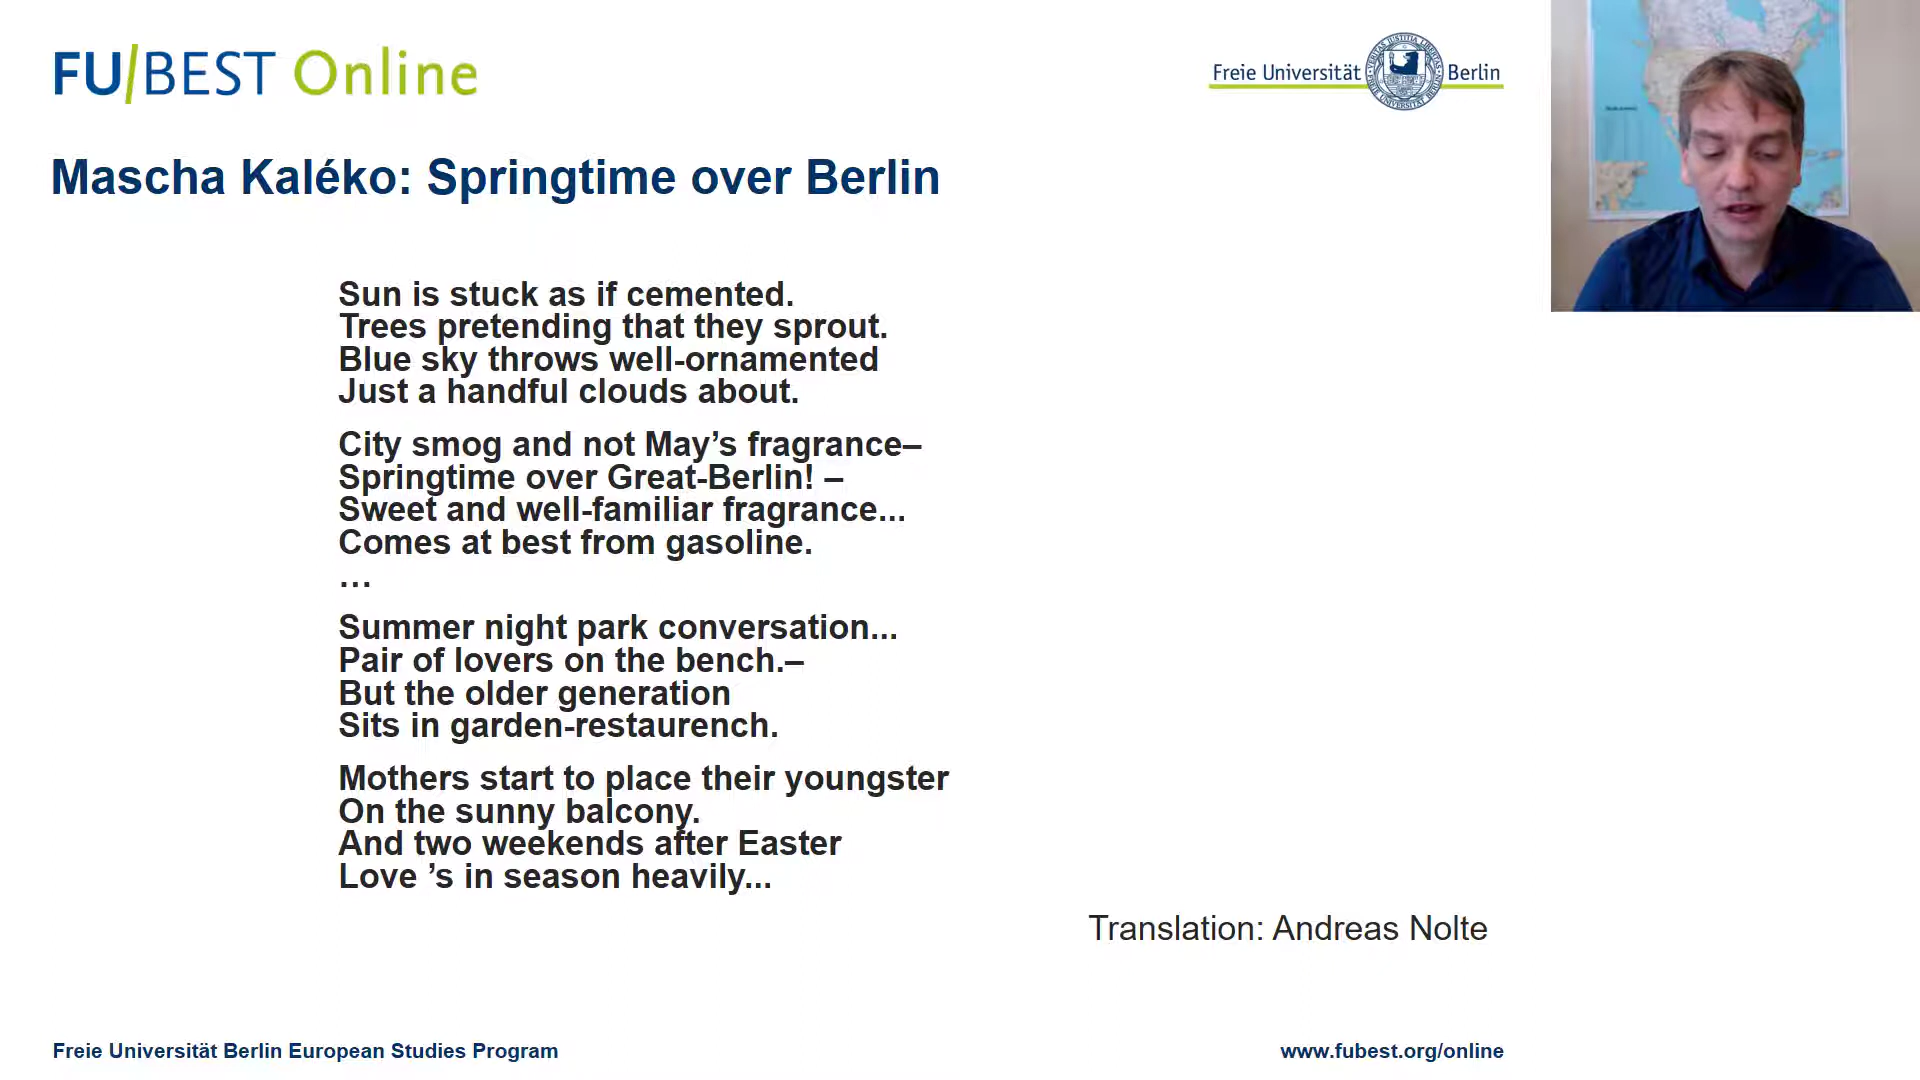 FU/BEST Online
Freie Universität Berlin
Mascha Kaléko: Springtime over Berlin
Sun is stuck as if cemented.
Trees pretending that they sprout.
Blue sky throws well-ornamented
Just a handful clouds about.
City smog and not May’s fragrance–
Springtime over Great-Berlin! –
Sweet and well-familiar fragrance...
Comes at best from gasoline.
…
Summer night park conversation...
Pair of lovers on the bench.–
But the older generation
Sits in garden-restaurench.
Mothers start to place their youngster
On the sunny balcony.
And two weekends after Easter
Love ’s in season heavily...
Translation: Andreas Nolte
Freie Universität Berlin European Studies Program
www.fubest.org/online